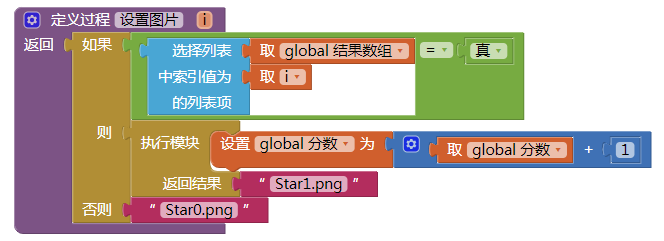 定义过程 设置图片 i
返回 如果 选择列表 取 global 结果数组 = 真
中索引值为 取 i
的列表项
则 执行模块 设置 global 分数 为 取 global 分数 + 1
返回结果 “ Star1.png ”
否则 “ Star0.png ”